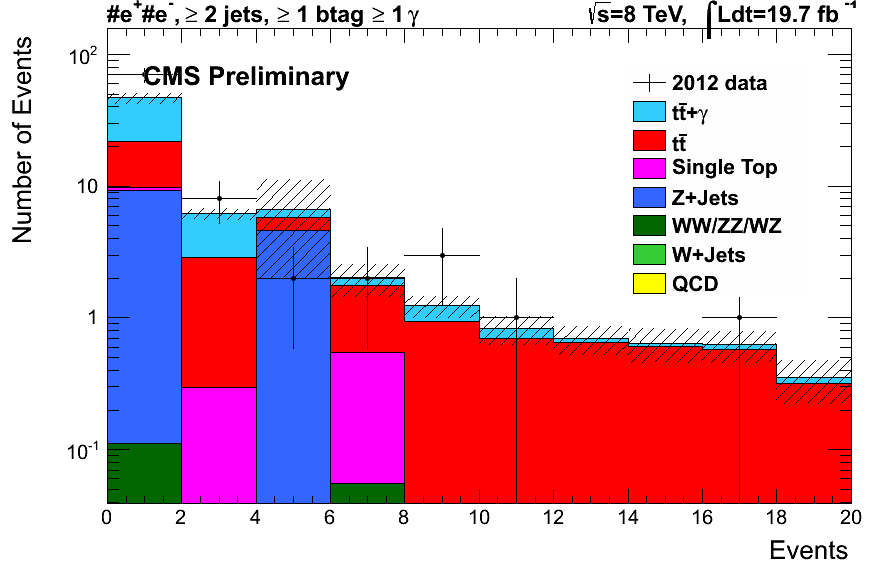 #e⁺#e⁻, ≥ 2 jets, ≥ 1 btag ≥ 1 γ
√s=8 TeV, ∫Ldt=19.7 fb⁻¹
CMS Preliminary
2012 data
tt̄+γ
tt̄
Single Top
Z+Jets
WW/ZZ/WZ
W+Jets
QCD
Number of Events
10²
10
1
10⁻¹
0 2 4 6 8 10 12 14 16 18 20
Events